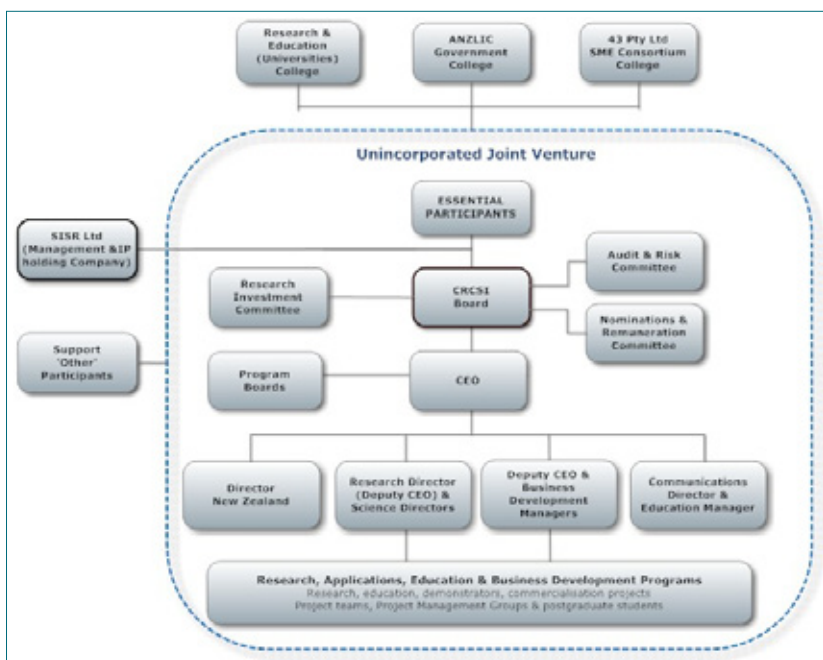 Research &
Education
(Universities)
College
ANZLIC
Government
College
43 Pty Ltd
SME Consortium
College
Unincorporated Joint Venture
ESSENTIAL
PARTICIPANTS
SISR Ltd
(Management &IP
holding Company)
Audit & Risk
Committee
Research
Investment
Committee
CRCSI
Board
Nominations &
Remuneration
Committee
Support
'Other'
Participants
Program
Boards
CEO
Director
New Zealand
Research Director
(Deputy CEO) &
Science Directors
Deputy CEO &
Business
Development
Managers
Communications
Director &
Education Manager
Research, Applications, Education & Business Development Programs
Research, education, demonstrators, commercialisation projects
Project teams, Project Management Groups & postgraduate students